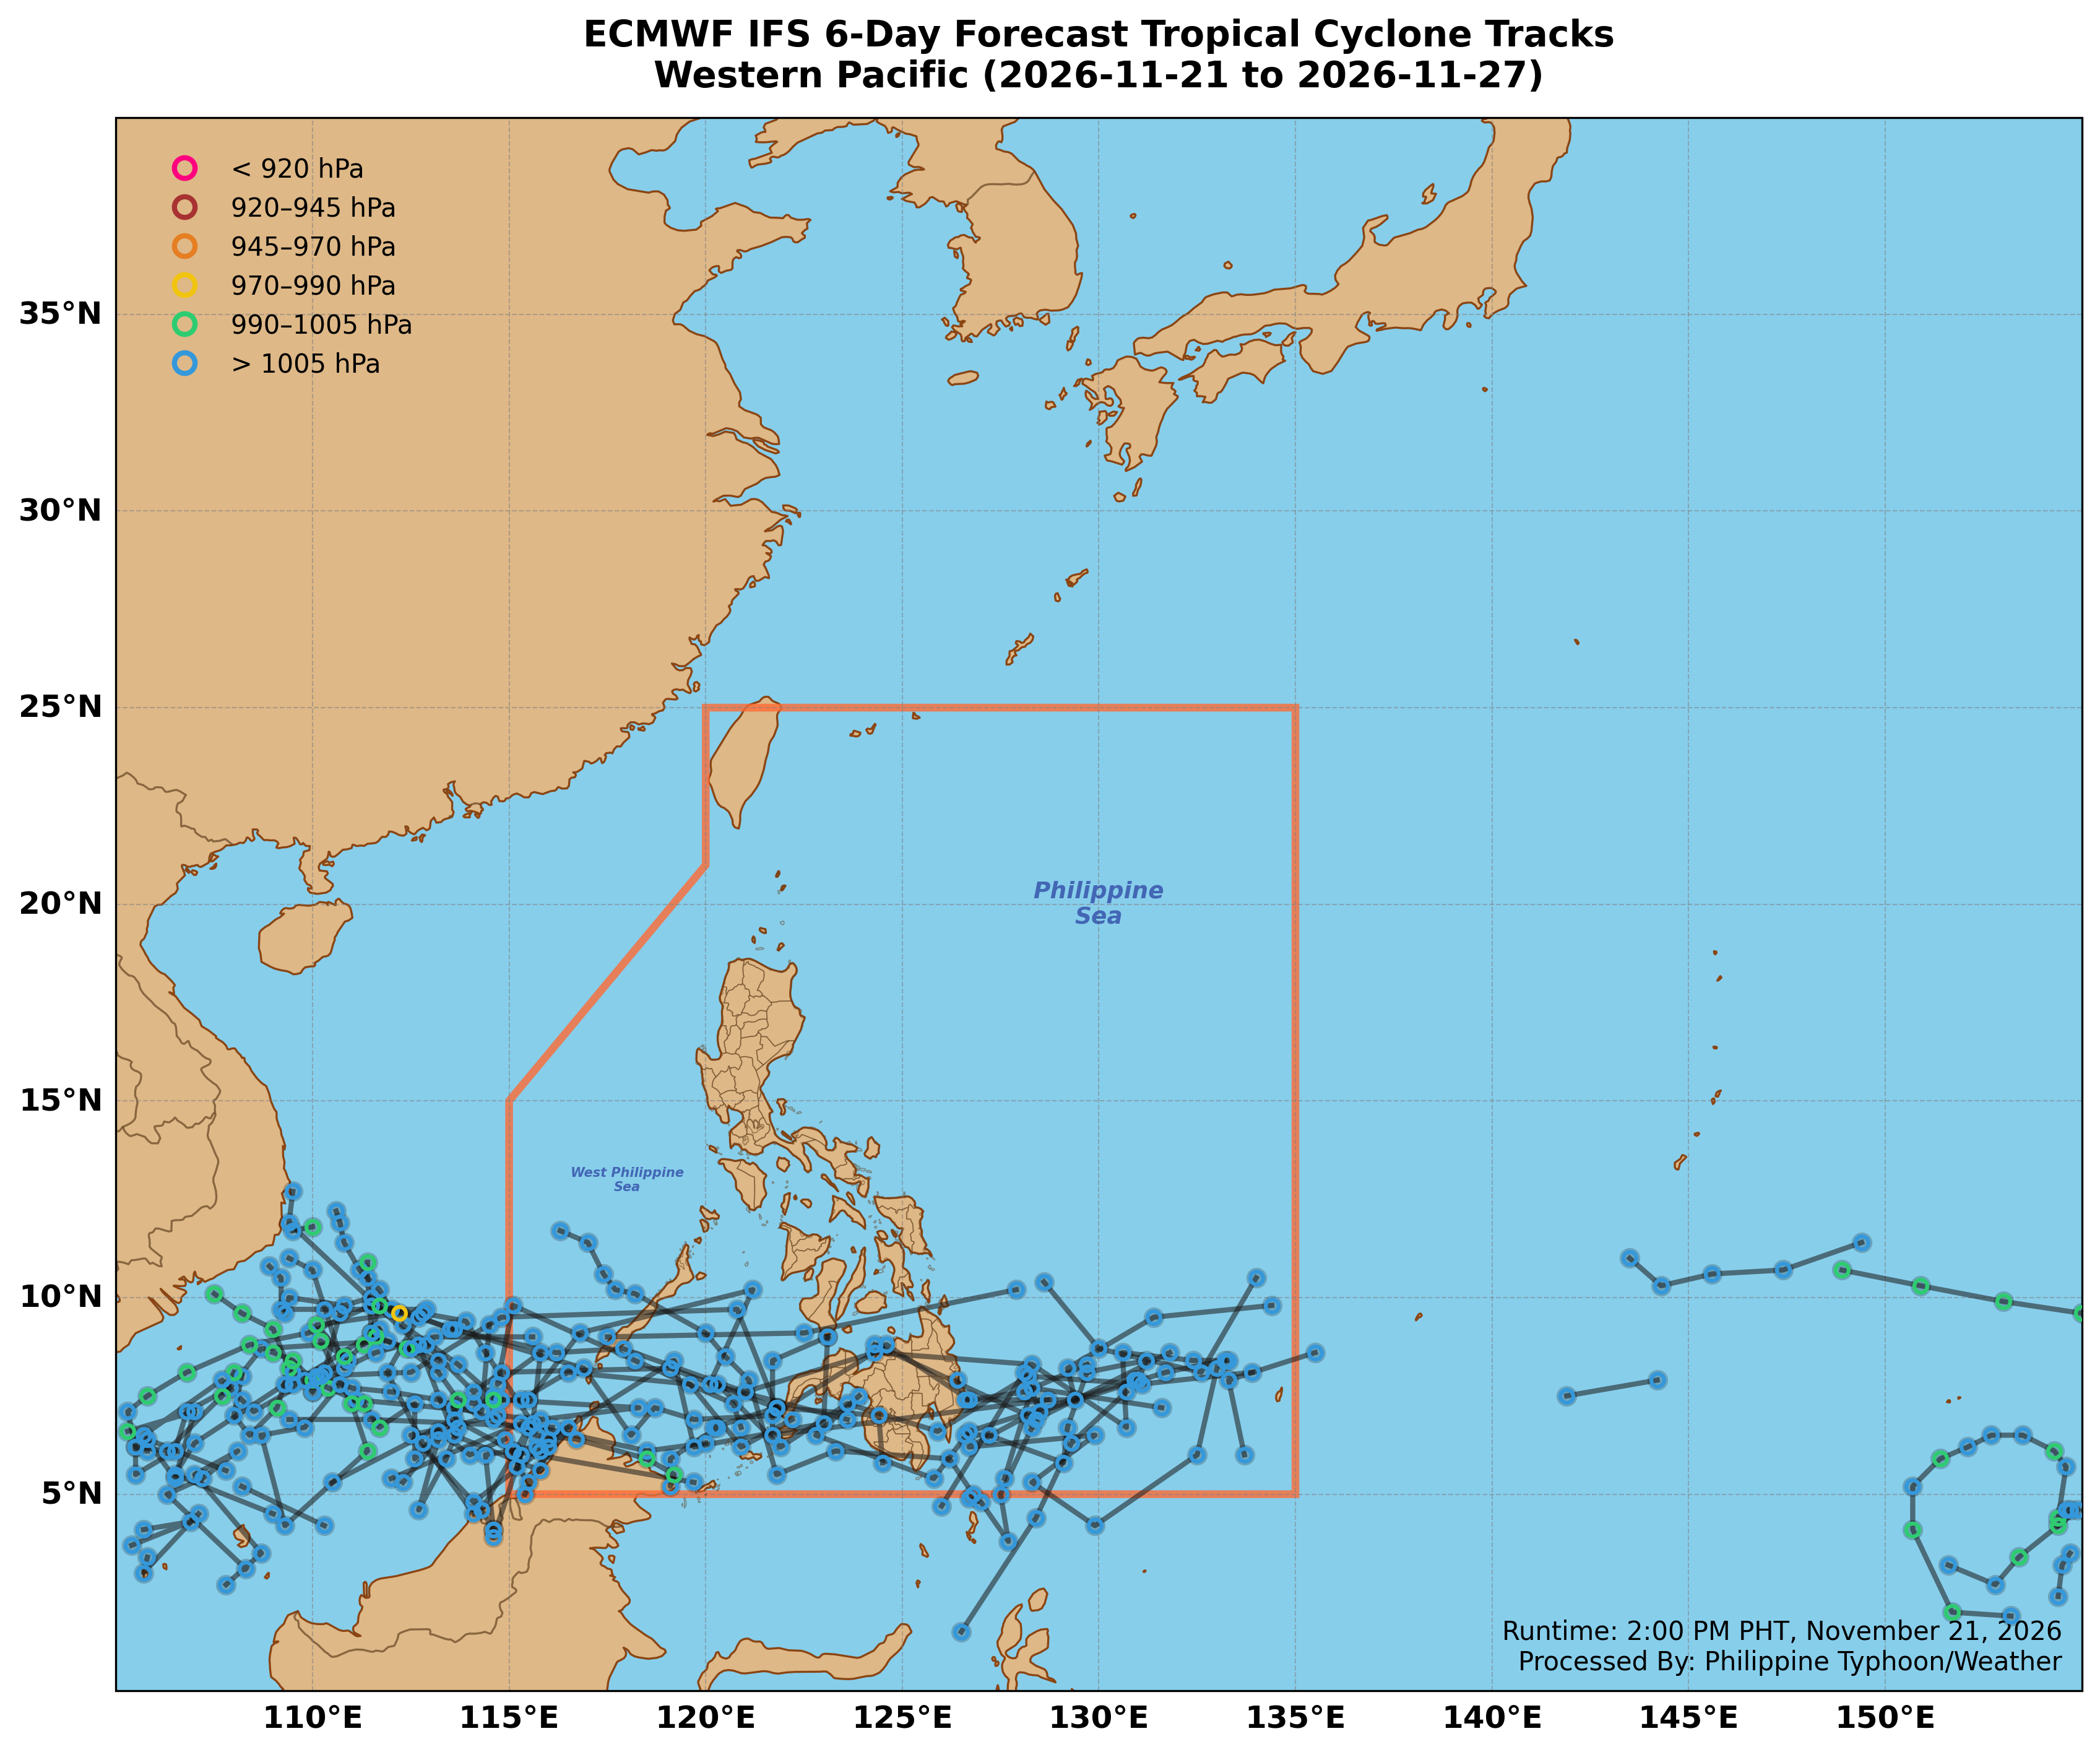 ECMWF IFS 6-Day Forecast Tropical Cyclone Tracks
Western Pacific (2026-11-21 to 2026-11-27)
< 920 hPa
920–945 hPa
945–970 hPa
970–990 hPa
990–1005 hPa
> 1005 hPa
35°N
30°N
25°N
20°N
15°N
10°N
5°N
Philippine
Sea
West Philippine
Sea
Runtime: 2:00 PM PHT, November 21, 2026
Processed By: Philippine Typhoon/Weather
110°E
115°E
120°E
125°E
130°E
135°E
140°E
145°E
150°E